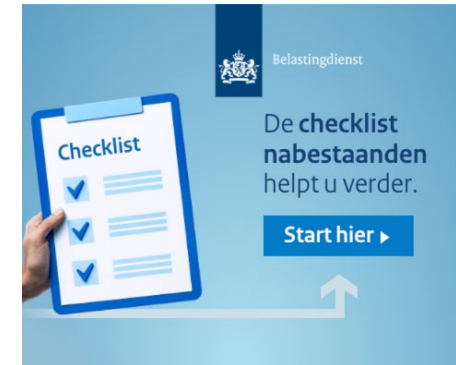 Belastingdienst
Checklist
De checklist
nabestaanden
helpt u verder.
Start hier